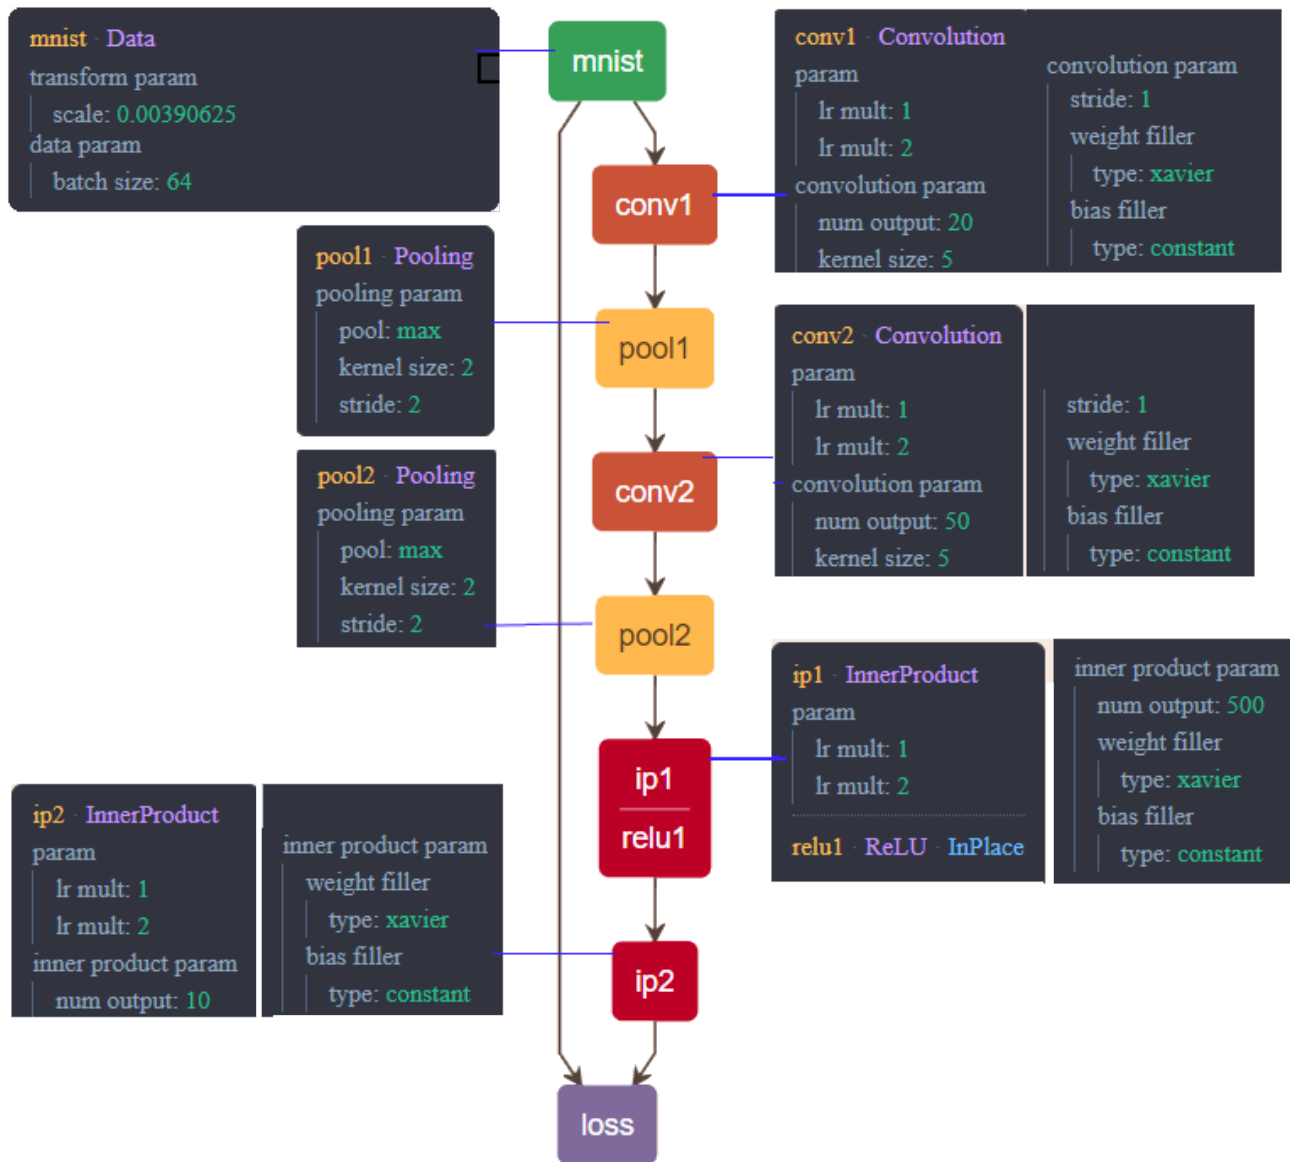 mnist · Data
transform param
scale: 0.00390625
data param
batch size: 64
mnist
conv1 · Convolution
param
lr mult: 1
lr mult: 2
convolution param
num output: 20
kernel size: 5
convolution param
stride: 1
weight filler
type: xavier
bias filler
type: constant
conv1
pool1 · Pooling
pooling param
pool: max
kernel size: 2
stride: 2
pool1
conv2 · Convolution
param
lr mult: 1
lr mult: 2
convolution param
num output: 50
kernel size: 5
stride: 1
weight filler
type: xavier
bias filler
type: constant
conv2
pool2 · Pooling
pooling param
pool: max
kernel size: 2
stride: 2
pool2
ip1 · InnerProduct
param
lr mult: 1
lr mult: 2
relu1 · ReLU · InPlace
inner product param
num output: 500
weight filler
type: xavier
bias filler
type: constant
ip1
relu1
ip2 · InnerProduct
param
lr mult: 1
lr mult: 2
inner product param
num output: 10
inner product param
weight filler
type: xavier
bias filler
type: constant
ip2
loss